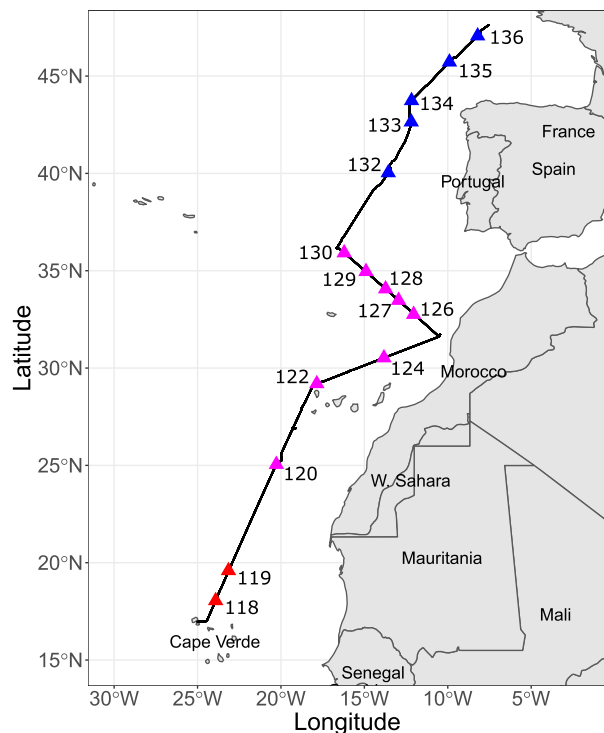 136
45°N
135
134
133
France
40°N
132
Spain
Portugal
130
35°N
129
128
127
126
Latitude
30°N
122
124
Morocco
25°N
120
W. Sahara
20°N
119
Mauritania
118
Mali
Cape Verde
15°N
Senegal
30°W 25°W 20°W 15°W 10°W 5°W
Longitude